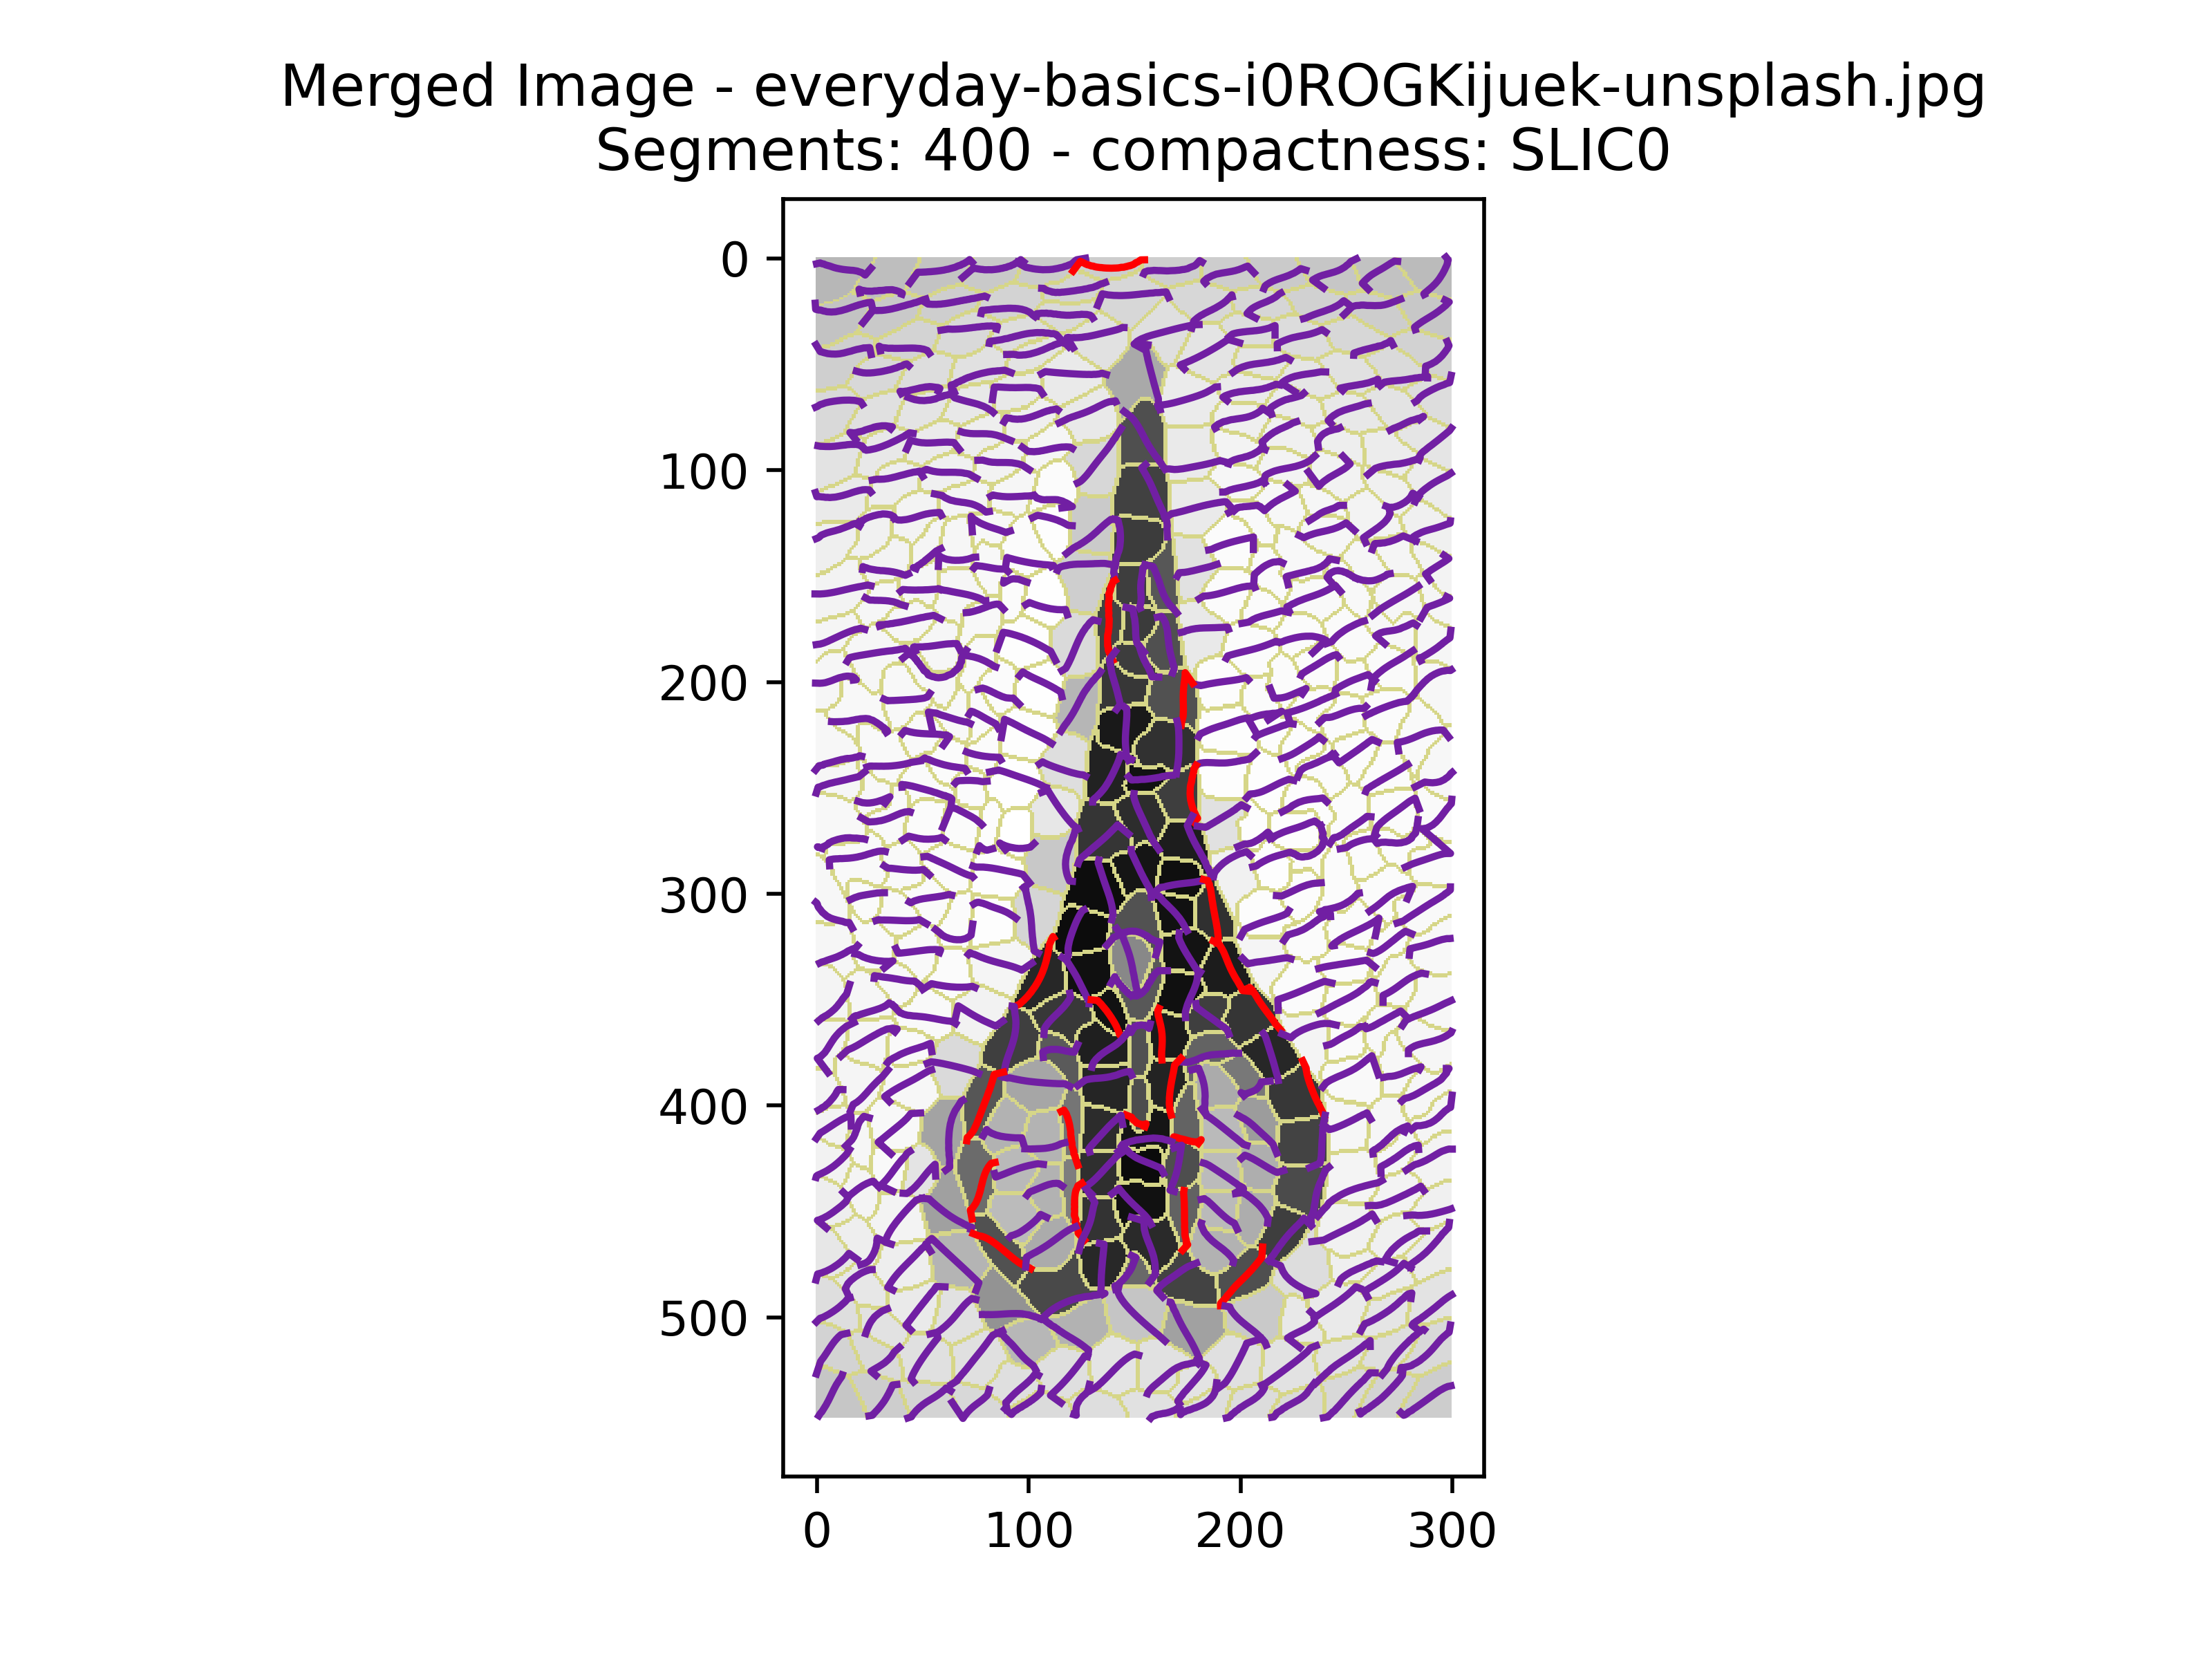 Merged Image - everyday-basics-i0ROGKijuek-unsplash.jpg
Segments: 400 - compactness: SLIC0
0
100
200
300
400
500
0 100 200 300